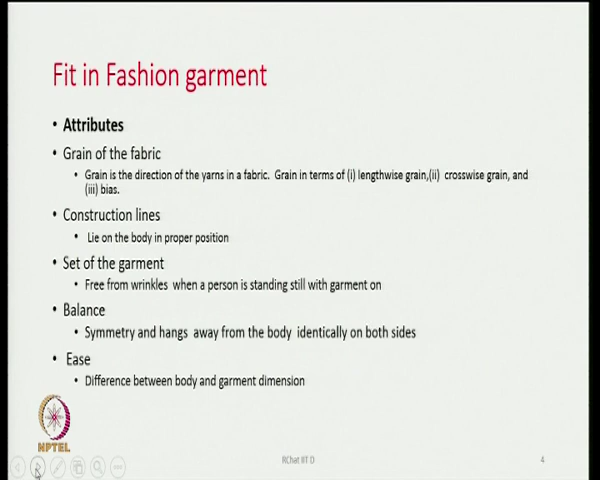 Fit in Fashion garment
• Attributes
• Grain of the fabric
• Grain is the direction of the yarns in a fabric. Grain in terms of (i) lengthwise grain,(ii) crosswise grain, and
(iii) bias.
• Construction lines
• Lie on the body in proper position
• Set of the garment
• Free from wrinkles when a person is standing still with garment on
• Balance
• Symmetry and hangs away from the body identically on both sides
• Ease
• Difference between body and garment dimension
NPTEL
RChat IIT D
4